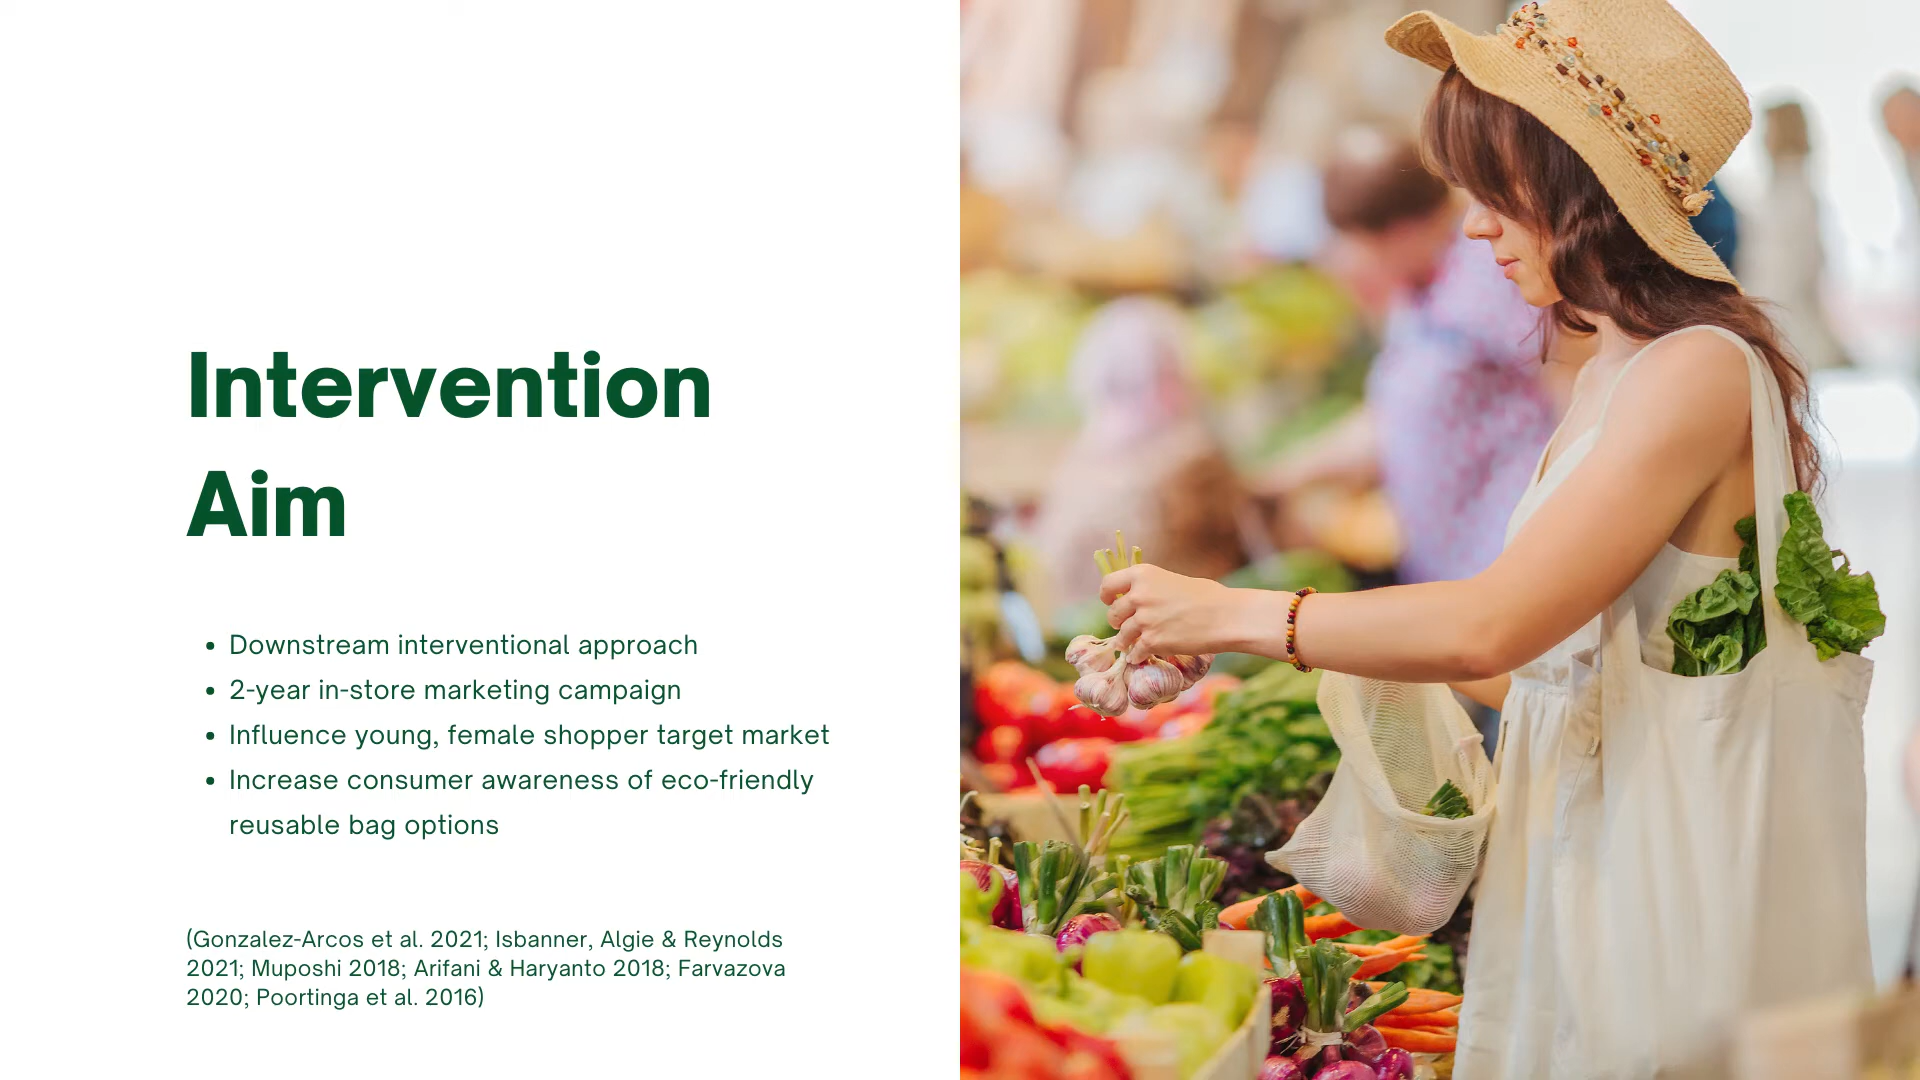 Intervention
Aim
• Downstream interventional approach
• 2-year in-store marketing campaign
• Influence young, female shopper target market
• Increase consumer awareness of eco-friendly
reusable bag options
(Gonzalez-Arcos et al. 2021; Isbanner, Algie & Reynolds
2021; Muposhi 2018; Arifani & Haryanto 2018; Farvazova
2020; Poortinga et al. 2016)